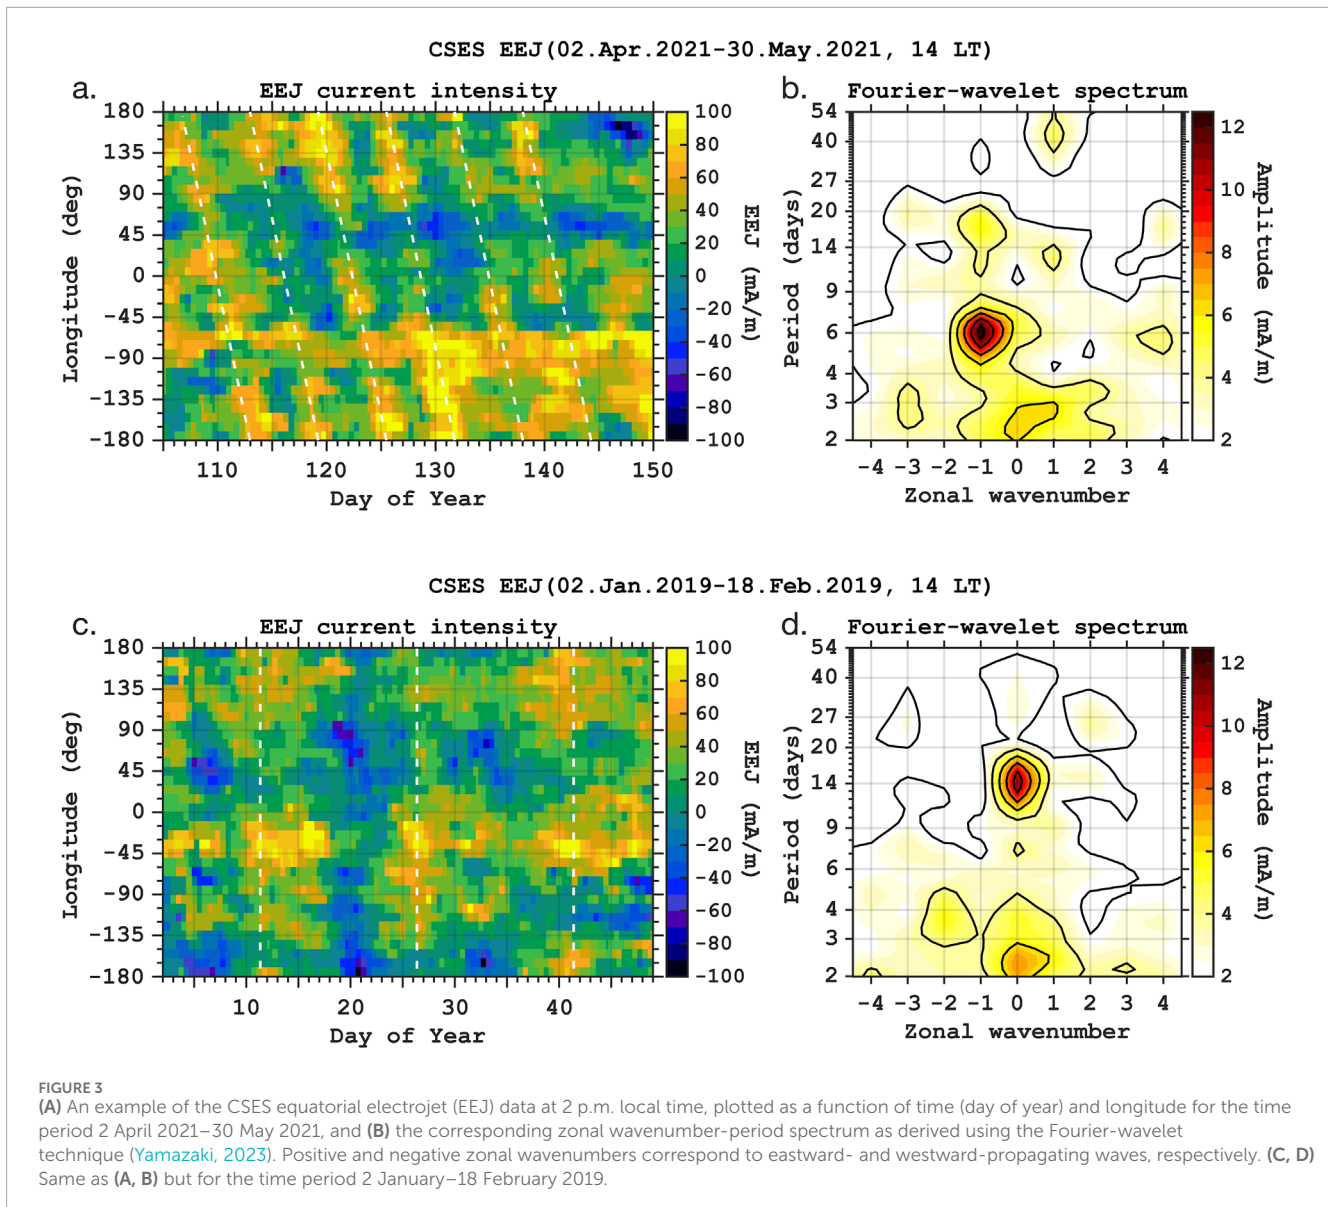 CSES EEJ(02.Apr.2021-30.May.2021, 14 LT)
a.
EEJ current intensity
b.
Fourier-wavelet spectrum
180
135
90
45
0
-45
-90
-135
-180
Longitude (deg)
110
120
130
140
150
Day of Year
100
80
60
40
20
0
-20
-40
-60
-80
-100
EEJ (mA/m)
54
40
27
20
14
9
6
4
3
2
Period (days)
-4 -3 -2 -1 0 1 2 3 4
Zonal wavenumber
12
10
8
6
4
2
Amplitude (mA/m)
CSES EEJ(02.Jan.2019-18.Feb.2019, 14 LT)
c.
EEJ current intensity
d.
Fourier-wavelet spectrum
180
135
90
45
0
-45
-90
-135
-180
Longitude (deg)
10
20
30
40
Day of Year
100
80
60
40
20
0
-20
-40
-60
-80
-100
EEJ (mA/m)
54
40
27
20
14
9
6
4
3
2
Period (days)
-4 -3 -2 -1 0 1 2 3 4
Zonal wavenumber
12
10
8
6
4
2
Amplitude (mA/m)
FIGURE 3
(A) An example of the CSES equatorial electrojet (EEJ) data at 2 p.m. local time, plotted as a function of time (day of year) and longitude for the time
period 2 April 2021–30 May 2021, and (B) the corresponding zonal wavenumber-period spectrum as derived using the Fourier-wavelet
technique (Yamazaki, 2023). Positive and negative zonal wavenumbers correspond to eastward- and westward-propagating waves, respectively. (C, D)
Same as (A, B) but for the time period 2 January–18 February 2019.